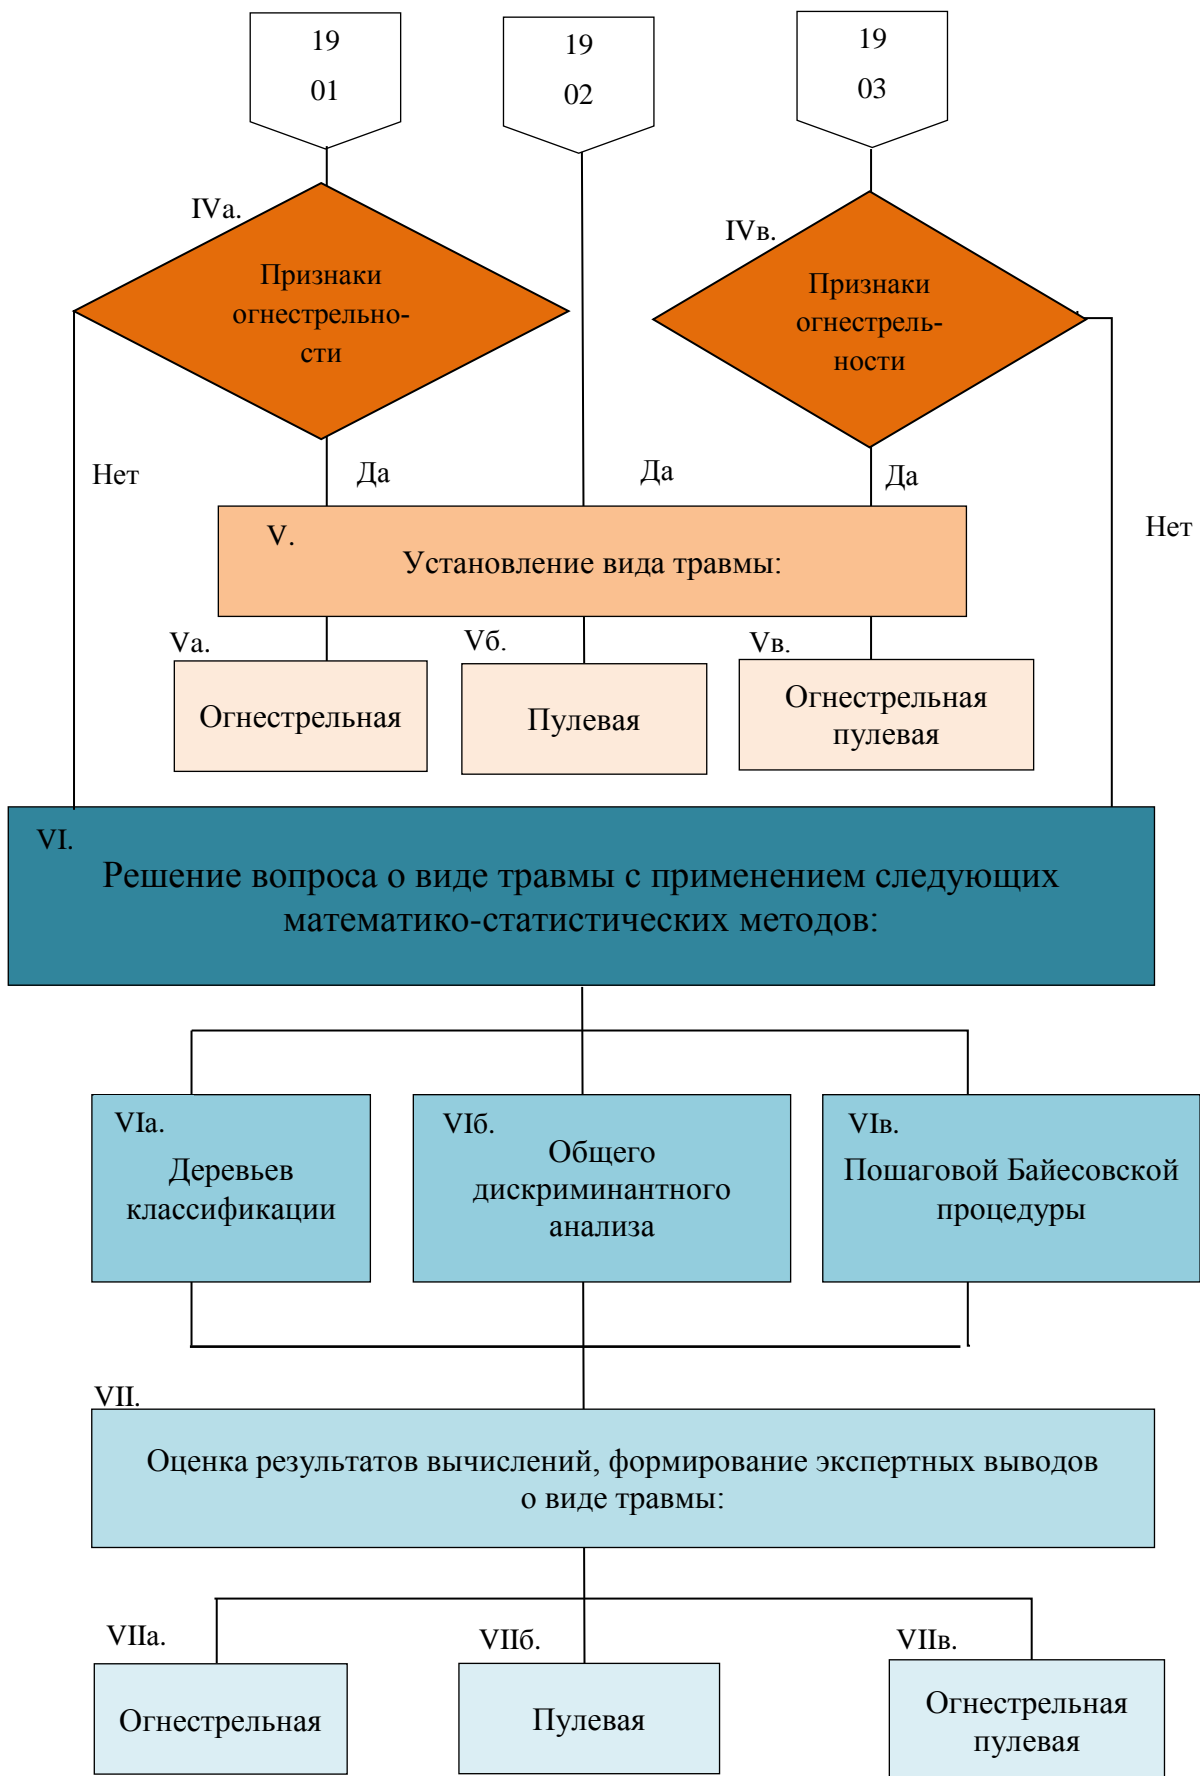 19
01
19
02
19
03
IVа.
Признаки
огнестрельно-
сти
IVв.
Признаки
огнестрель-
ности
Нет
Да
Да
Да
Нет
V.
Установление вида травмы:
Vа.
Vб.
Vв.
Огнестрельная
Пулевая
Огнестрельная
пулевая
VI.
Решение вопроса о виде травмы с применением следующих
математико-статистических методов:
VIа.
Деревьев
классификации
VIб.
Общего
дискриминантного
анализа
VIв.
Пошаговой Байесовской
процедуры
VII.
Оценка результатов вычислений, формирование экспертных выводов
о виде травмы:
VIIа.
VIIб.
VIIв.
Огнестрельная
Пулевая
Огнестрельная
пулевая